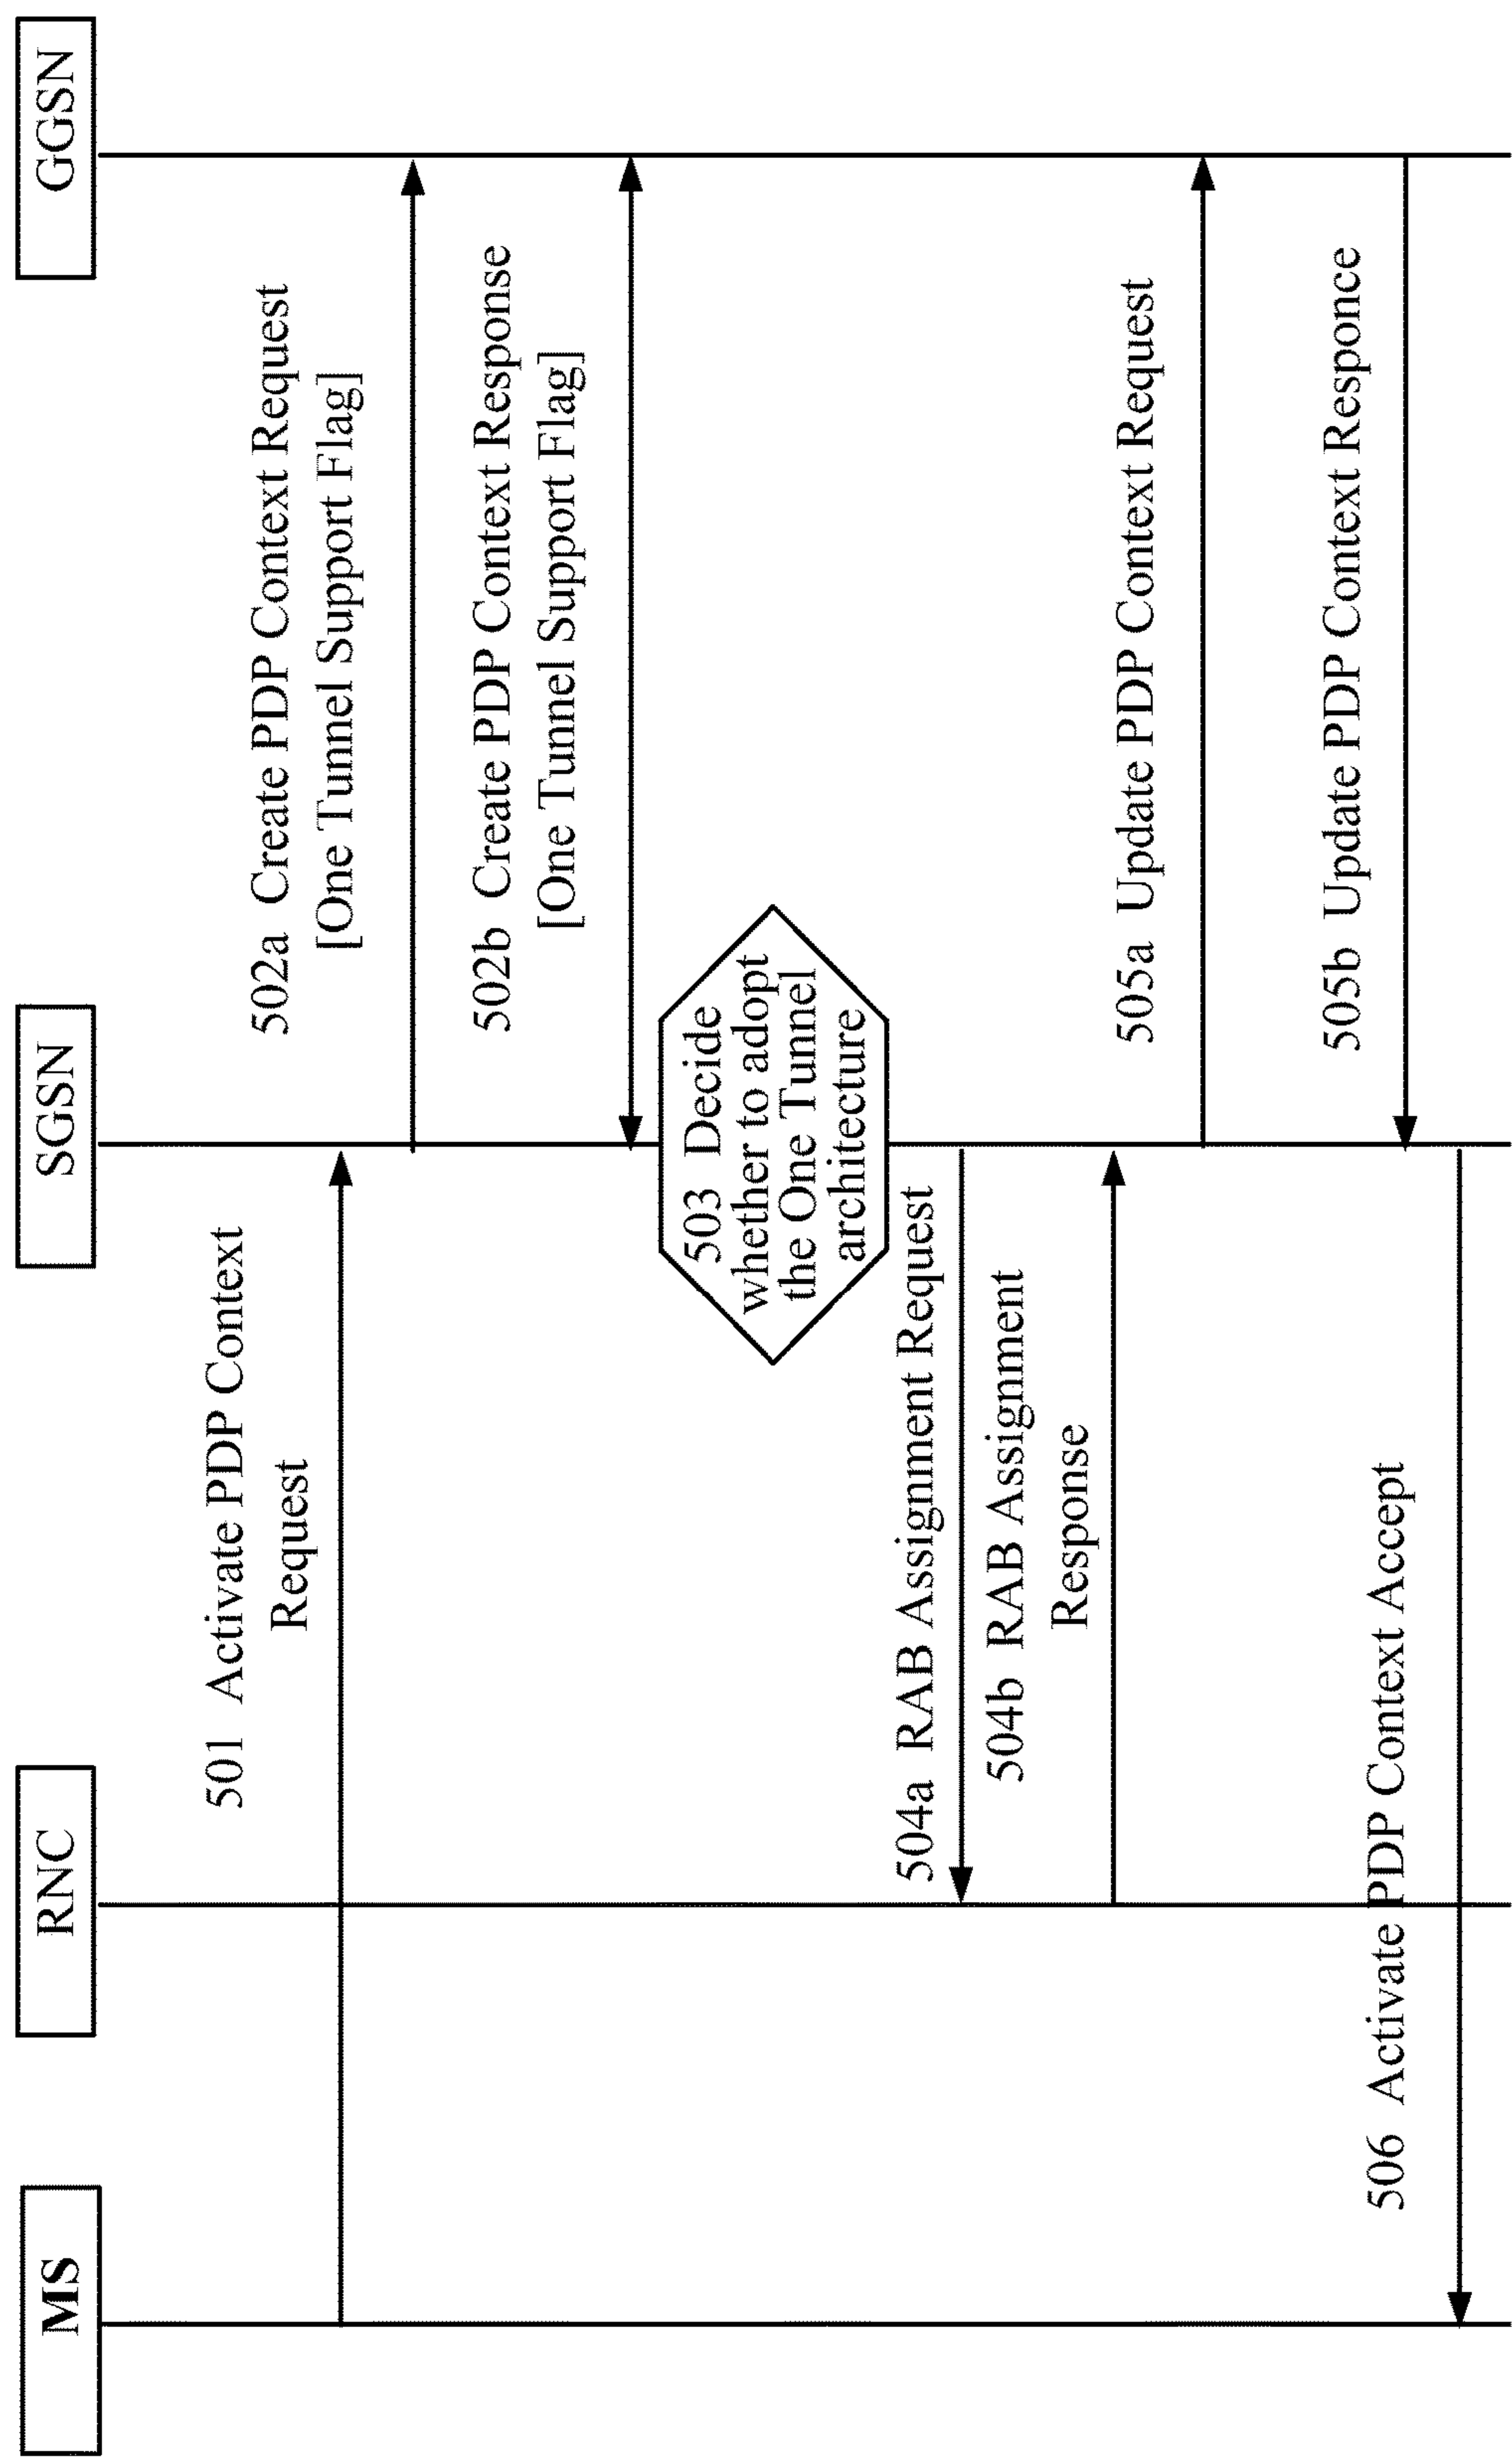 MS
RNC
SGSN
GGSN
501 Activate PDP Context
Request
502a Create PDP Context Request
[One Tunnel Support Flag]
502b Create PDP Context Response
[One Tunnel Support Flag]
503 Decide
whether to adopt
the One Tunnel
architecture
504a RAB Assignment Request
504b RAB Assignment
Response
505a Update PDP Context Request
505b Update PDP Context Responce
506 Activate PDP Context Accept